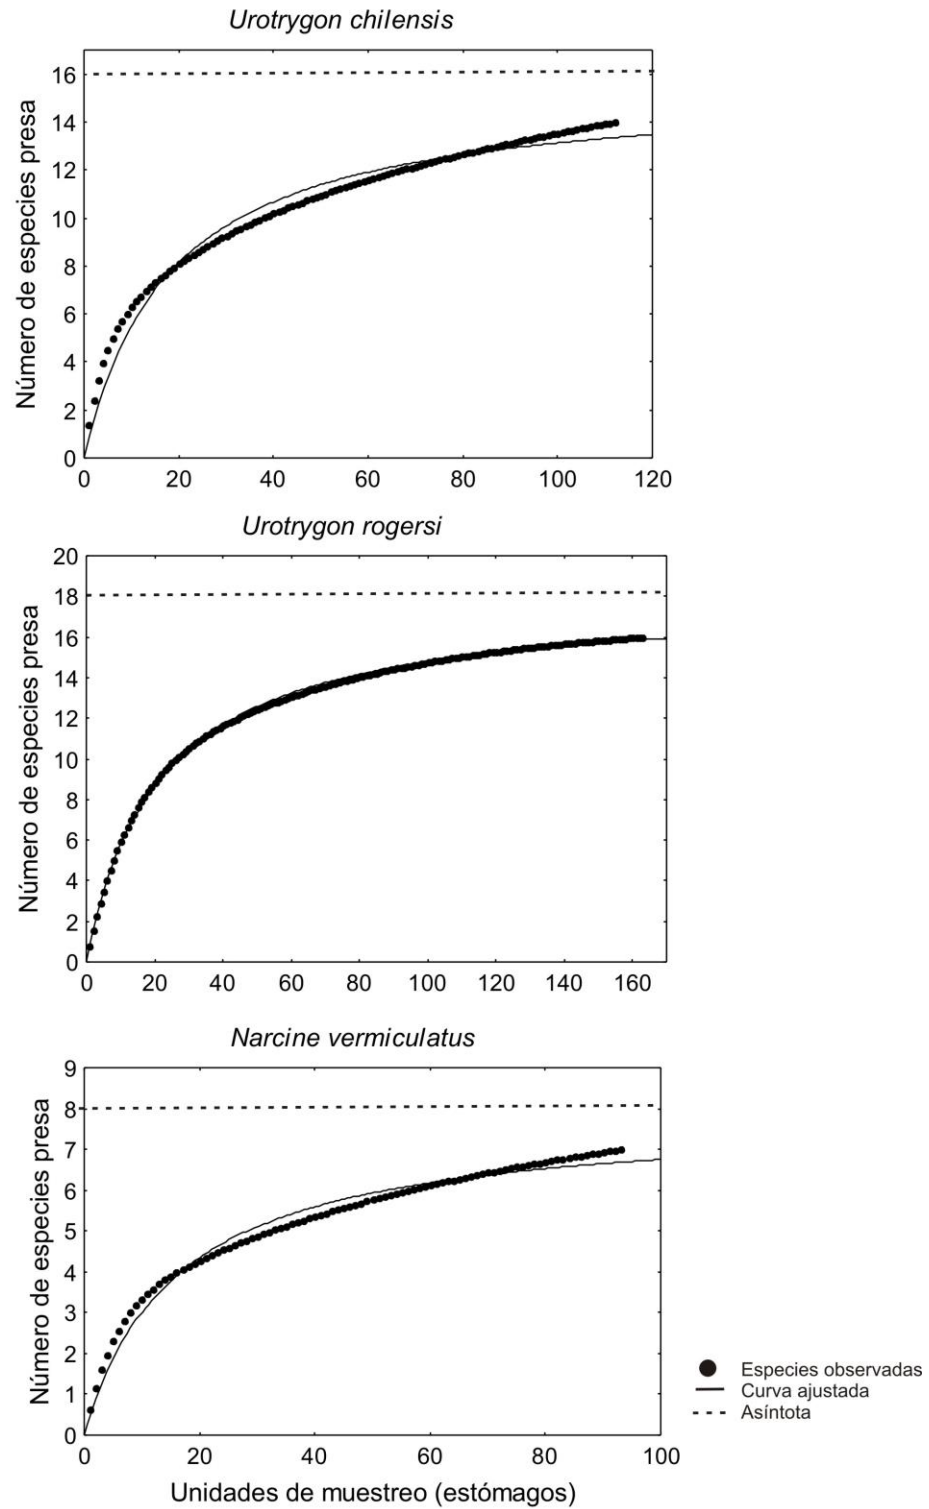 Urotrygon chilensis
Número de especies presa
16
14
12
10
8
6
4
2
0
0 20 40 60 80 100 120
Urotrygon rogersi
Número de especies presa
20
18
16
14
12
10
8
6
4
2
0
0 20 40 60 80 100 120 140 160
Narcine vermiculatus
Número de especies presa
9
8
7
6
5
4
3
2
1
0
0 20 40 60 80 100
Unidades de muestreo (estómagos)
Especies observadas
Curva ajustada
Asíntota